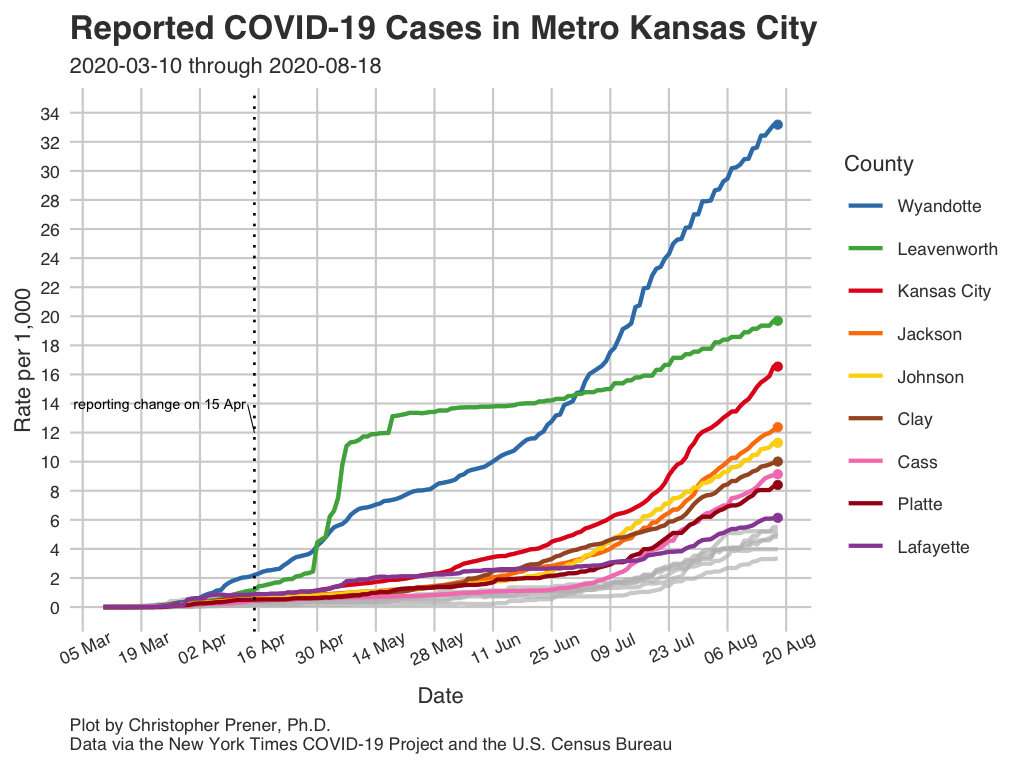 Reported COVID-19 Cases in Metro Kansas City
2020-03-10 through 2020-08-18
34
32
30
28
26
24
22
20
18
16
14
12
10
8
6
4
2
0
Rate per 1,000
reporting change on 15 Apr
05 Mar
19 Mar
02 Apr
16 Apr
30 Apr
14 May
28 May
11 Jun
25 Jun
09 Jul
23 Jul
06 Aug
20 Aug
Date
County
Wyandotte
Leavenworth
Kansas City
Jackson
Johnson
Clay
Cass
Platte
Lafayette
Plot by Christopher Prener, Ph.D.
Data via the New York Times COVID-19 Project and the U.S. Census Bureau